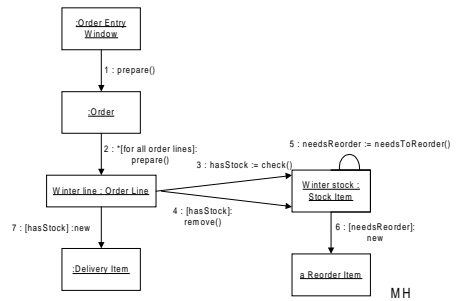 :Order Entry
Window
1 : prepare()
:Order
2 : *[for all order lines]:
prepare()
5 : needsReorder := needsToReorder()
3 : hasStock := check()
Winter line : Order Line
Winter stock :
Stock Item
4 : [hasStock]:
remove()
7 : [hasStock] :new
6 : [needsReorder]:
new
:Delivery Item
a Reorder Item
MH